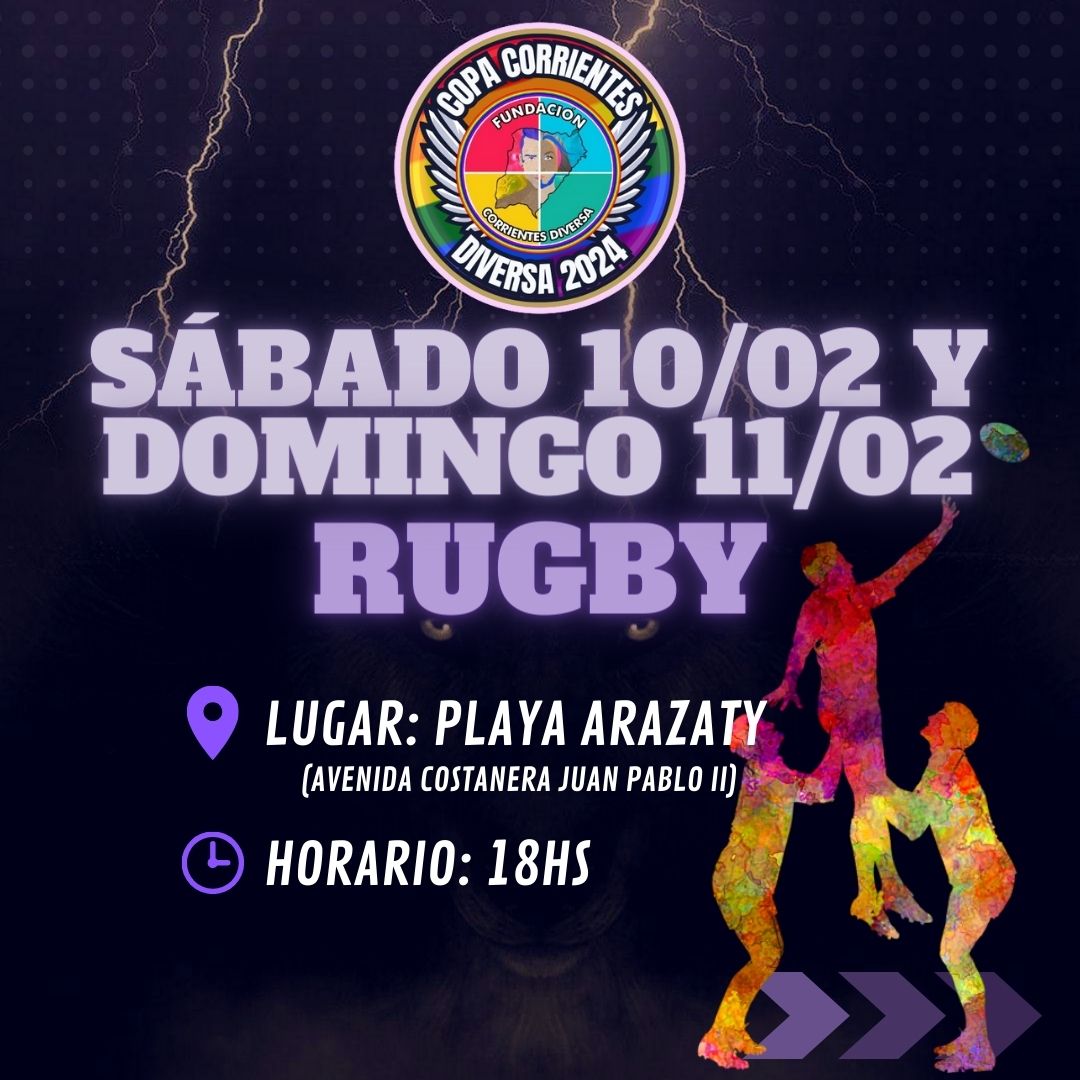 COPA CORRIENTES
FUNDACION
CORRIENTES DIVERSA
DIVERSA 2024
SÁBADO 10/02 Y
DOMINGO 11/02
RUGBY
LUGAR: PLAYA ARAZATY
(AVENIDA COSTANERA JUAN PABLO II)
HORARIO: 18HS